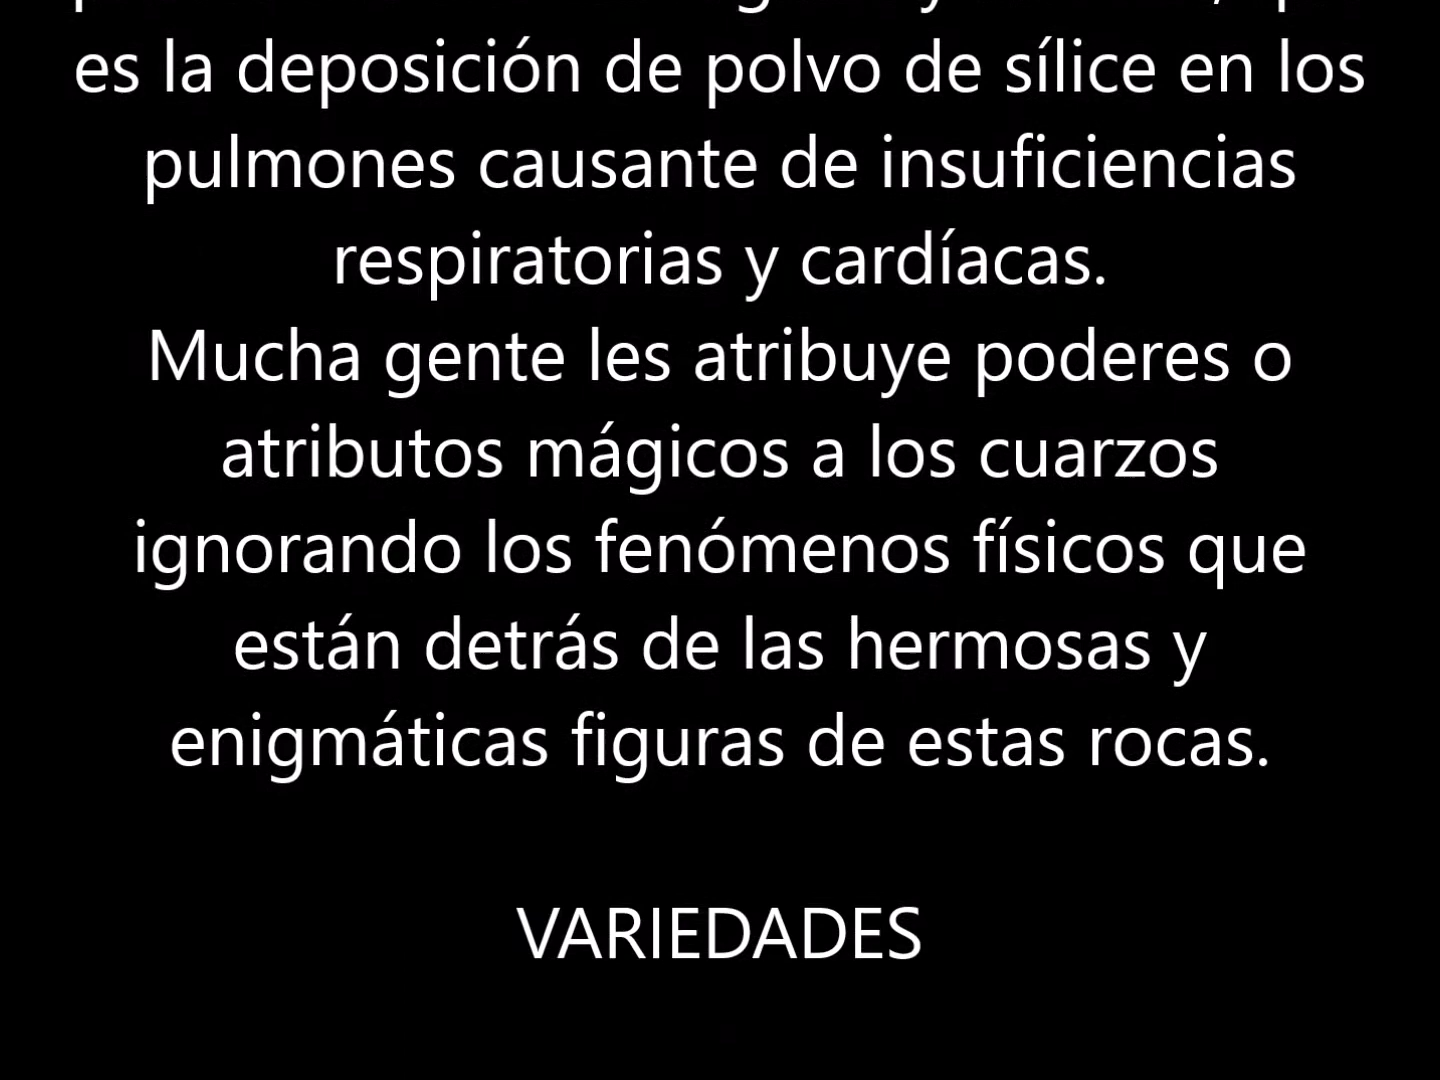 es la deposición de polvo de sílice en los
pulmones causante de insuficiencias
respiratorias y cardíacas.
Mucha gente les atribuye poderes o
atributos mágicos a los cuarzos
ignorando los fenómenos físicos que
están detrás de las hermosas y
enigmáticas figuras de estas rocas.
VARIEDADES